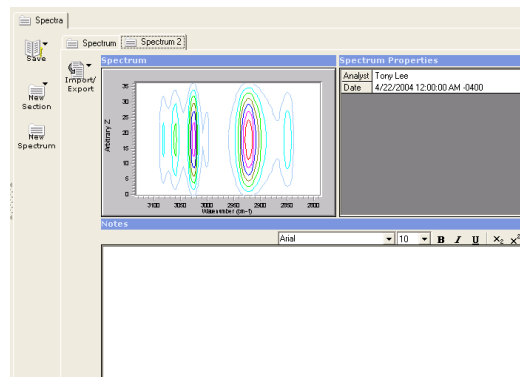 Spectra
Save
New
Section
New
Spectrum
Spectrum
Spectrum 2
Import/
Export
Spectrum
Arbitrary Z
35
30
25
20
15
10
5
0
3100 3050 3000 2950 2900 2850 2800
Wavenumber (cm-1)
Spectrum Properties
Analyst Tony Lee
Date 4/22/2004 12:00:00 AM -0400
Notes
Arial 10 B I U X₂ X²